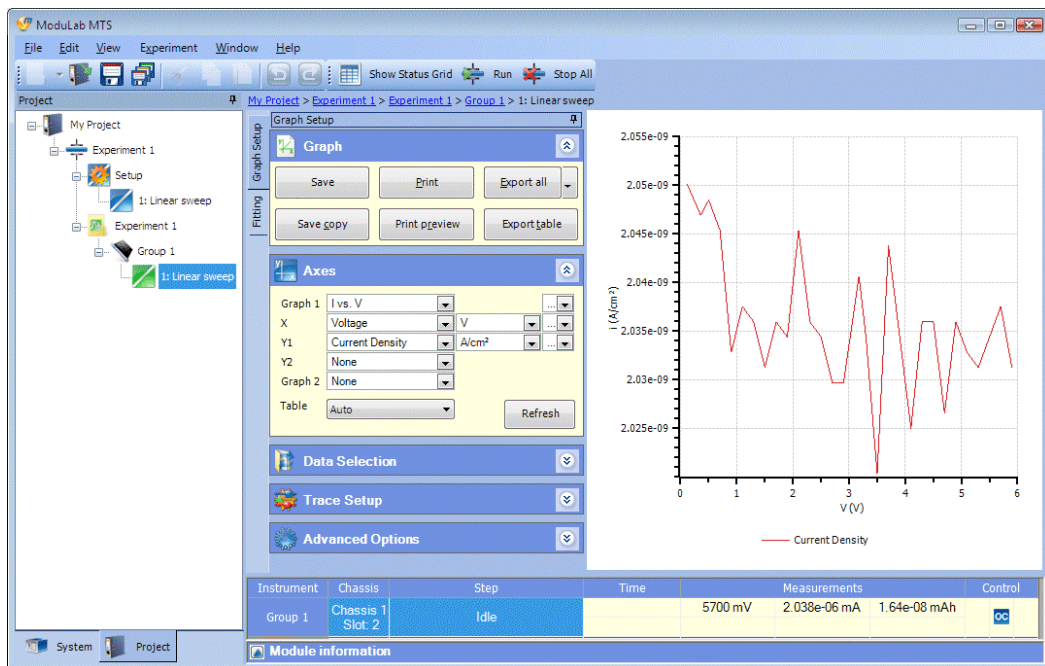 ModuLab MTS
File Edit View Experiment Window Help
Show Status Grid Run Stop All
Project
My Project > Experiment 1 > Experiment 1 > Group 1 > 1: Linear sweep
My Project
Experiment 1
Setup
1: Linear sweep
Experiment 1
Group 1
1: Linear sweep
Graph Setup
Fitting
Graph Setup
Graph
Save Print Export all
Save copy Print preview Export table
Axes
Graph 1 I vs. V ...
X Voltage V ...
Y1 Current Density A/cm² ...
Y2 None
Graph 2 None
Table Auto Refresh
Data Selection
Trace Setup
Advanced Options
2.055e-09
2.05e-09
2.045e-09
2.04e-09
2.035e-09
2.03e-09
2.025e-09
i (A/cm²)
0 1 2 3 4 5 6
V (V)
Current Density
Instrument Chassis Step Time Measurements Control
Group 1 Chassis 1 Slot: 2 Idle 5700 mV 2.038e-06 mA 1.64e-08 mAh OC
System Project
Module information